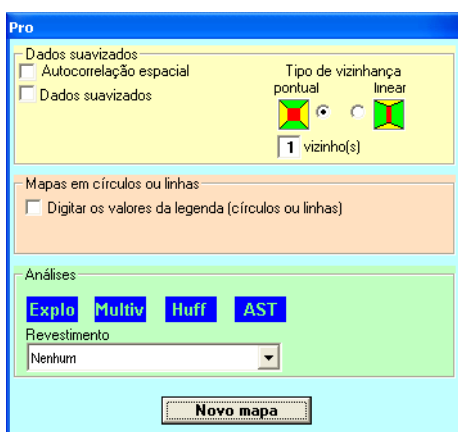 Pro
Dados suavizados
Autocorrelação espacial
Dados suavizados
Tipo de vizinhança
pontual linear
1 vizinho(s)
Mapas em círculos ou linhas
Digitar os valores da legenda (círculos ou linhas)
Análises
Explo Multiv Huff AST
Revestimento
Nenhum
Novo mapa